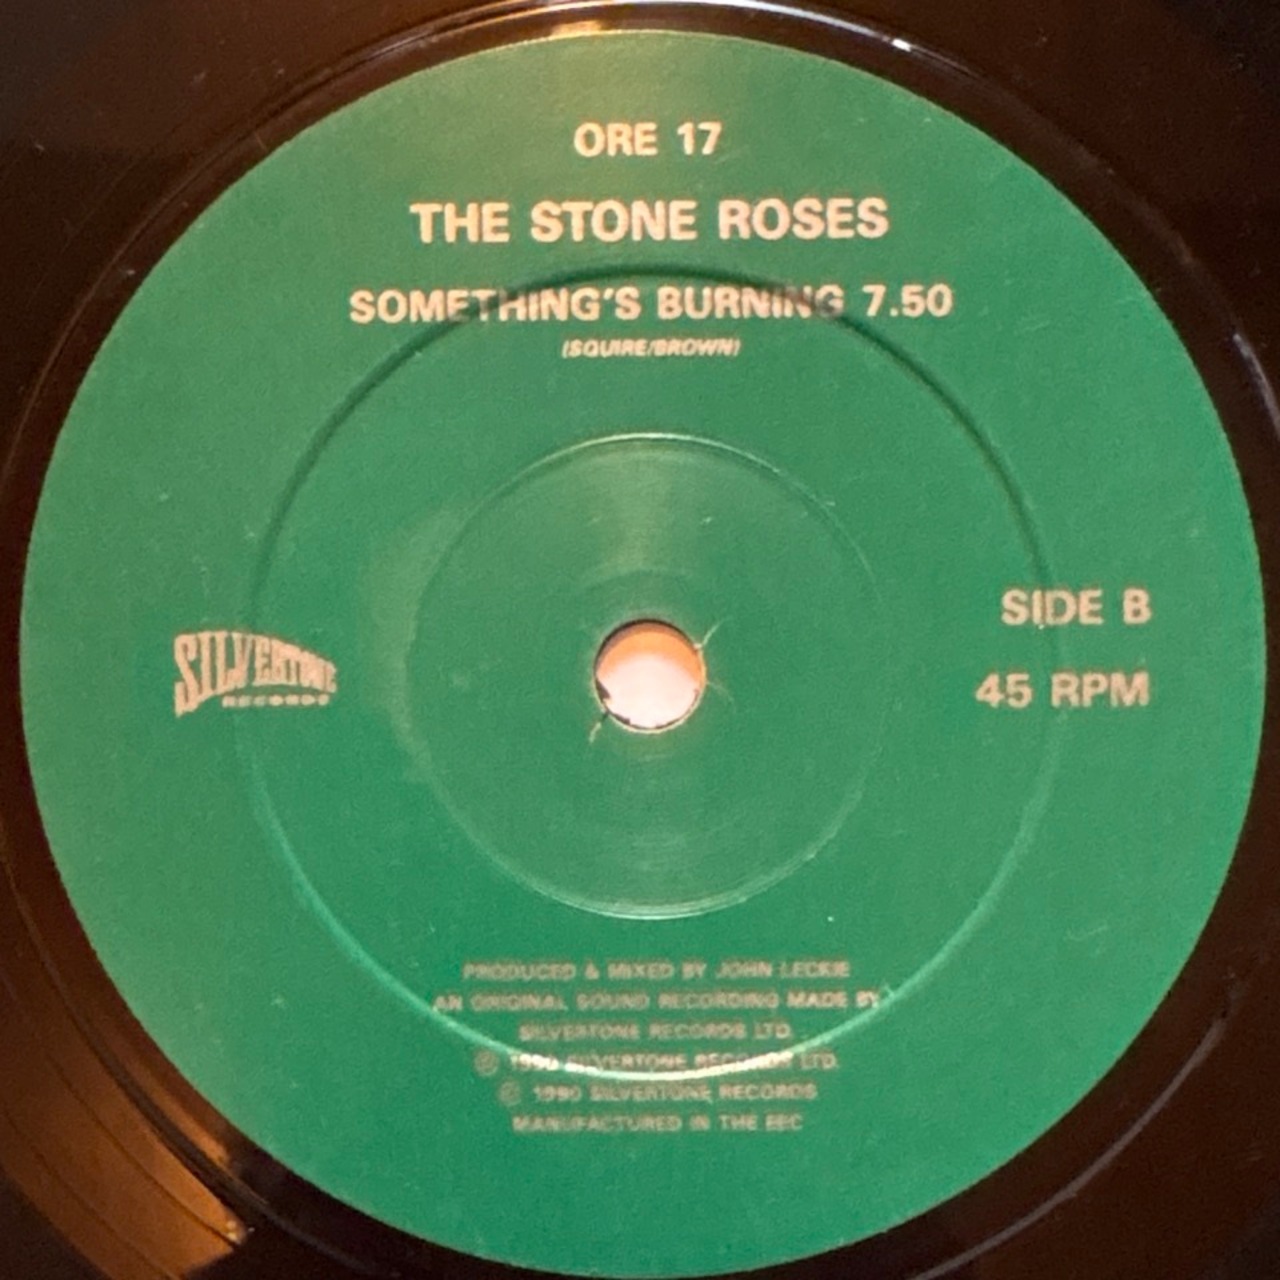 ORE 17
THE STONE ROSES
SOMETHING'S BURNING 7.50
(SQUIRE/BROWN)
SIDE B
SILVERTONE
RECORDS
45 RPM
PRODUCED & MIXED BY JOHN LECKIE
AN ORIGINAL SOUND RECORDING MADE BY
SILVERTONE RECORDS LTD.
℗ 1990 SILVERTONE RECORDS LTD.
© 1990 SILVERTONE RECORDS
MANUFACTURED IN THE EEC